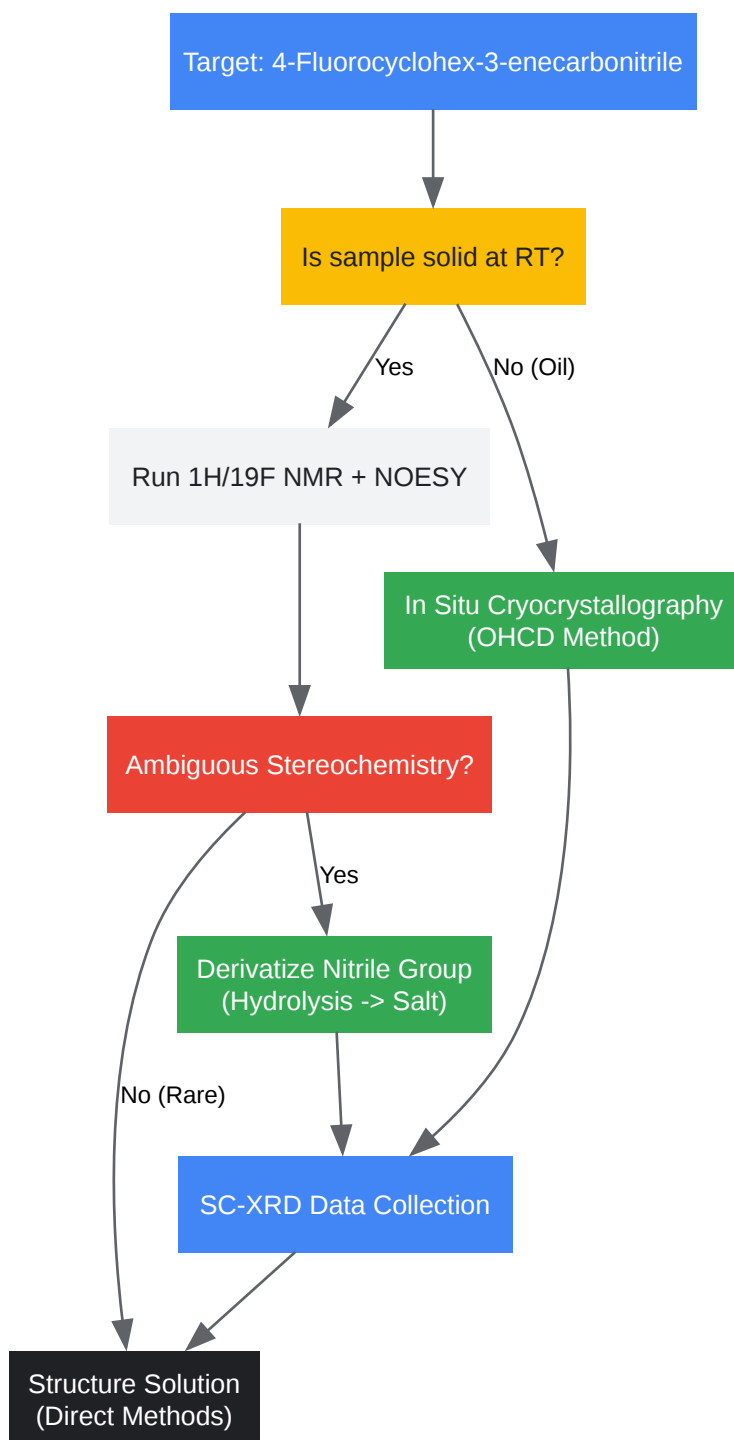 Target: 4-Fluorocyclohex-3-enecarbonitrile
Is sample solid at RT?
Yes
No (Oil)
Run 1H/19F NMR + NOESY
In Situ Cryocrystallography
(OHCD Method)
Ambiguous Stereochemistry?
Yes
Derivatize Nitrile Group
(Hydrolysis -> Salt)
No (Rare)
SC-XRD Data Collection
Structure Solution
(Direct Methods)